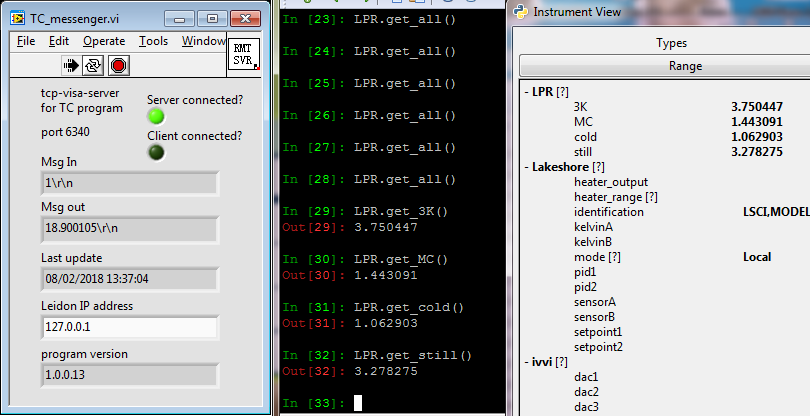 TC_messenger.vi
File Edit Operate Tools Window
RMT
SVR
tcp-visa-server
for TC program
Server connected?
port 6340
Client connected?
Msg In
1\r\n
Msg out
18.900105\r\n
Last update
08/02/2018 13:37:04
Leidon IP address
127.0.0.1
program version
1.0.0.13
In [23]: LPR.get_all()
In [24]: LPR.get_all()
In [25]: LPR.get_all()
In [26]: LPR.get_all()
In [27]: LPR.get_all()
In [28]: LPR.get_all()
In [29]: LPR.get_3K()
Out[29]: 3.750447
In [30]: LPR.get_MC()
Out[30]: 1.443091
In [31]: LPR.get_cold()
Out[31]: 1.062903
In [32]: LPR.get_still()
Out[32]: 3.278275
In [33]:
Instrument View
Types
Range
- LPR [?]
3K 3.750447
MC 1.443091
cold 1.062903
still 3.278275
- Lakeshore [?]
heater_output
heater_range [?]
identification LSCI,MODEL
kelvinA
kelvinB
mode [?] Local
pid1
pid2
sensorA
sensorB
setpoint1
setpoint2
- ivvi [?]
dac1
dac2
dac3